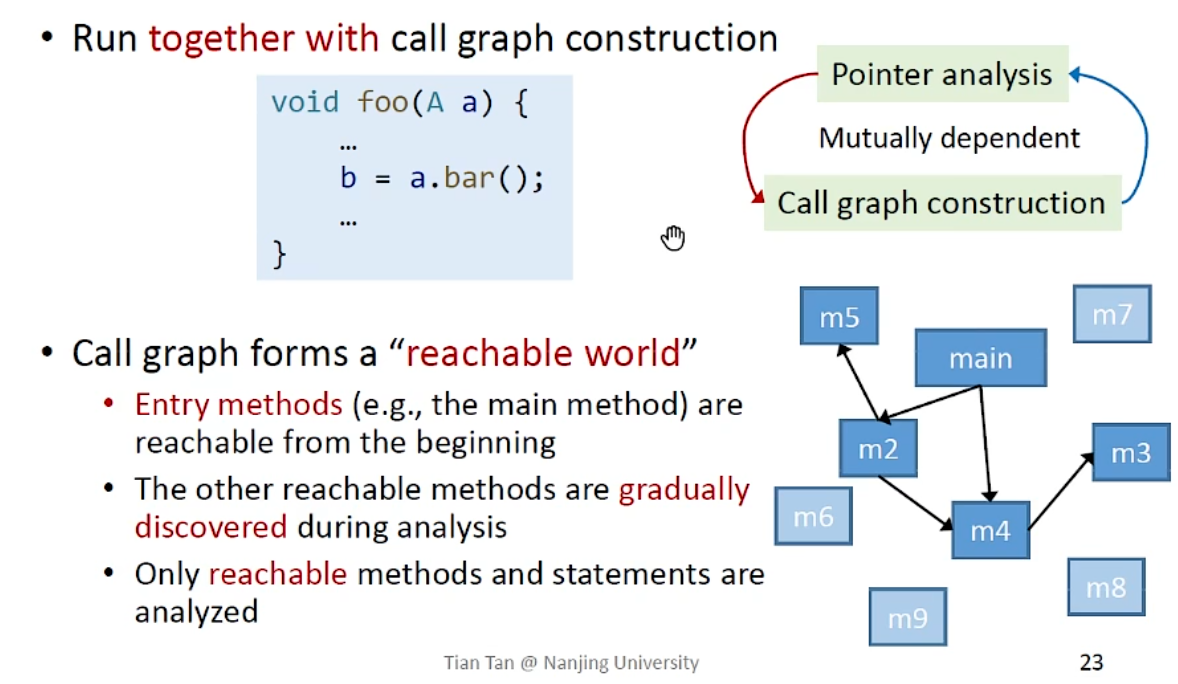 • Run together with call graph construction
void foo(A a) {
…
b = a.bar();
…
}
Pointer analysis
Mutually dependent
Call graph construction
• Call graph forms a “reachable world”
• Entry methods (e.g., the main method) are
reachable from the beginning
• The other reachable methods are gradually
discovered during analysis
• Only reachable methods and statements are
analyzed
m5
m7
main
m2
m3
m6
m4
m8
m9
Tian Tan @ Nanjing University
23